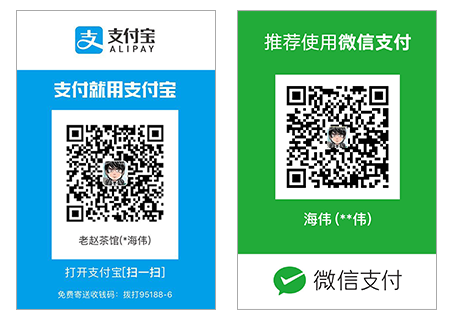 支付宝
ALIPAY
支付就用支付宝
老赵茶馆(*海伟)
打开支付宝[扫一扫]
免费寄送收钱码：拨打95188-6
推荐使用微信支付
海伟 (**伟)
微信支付